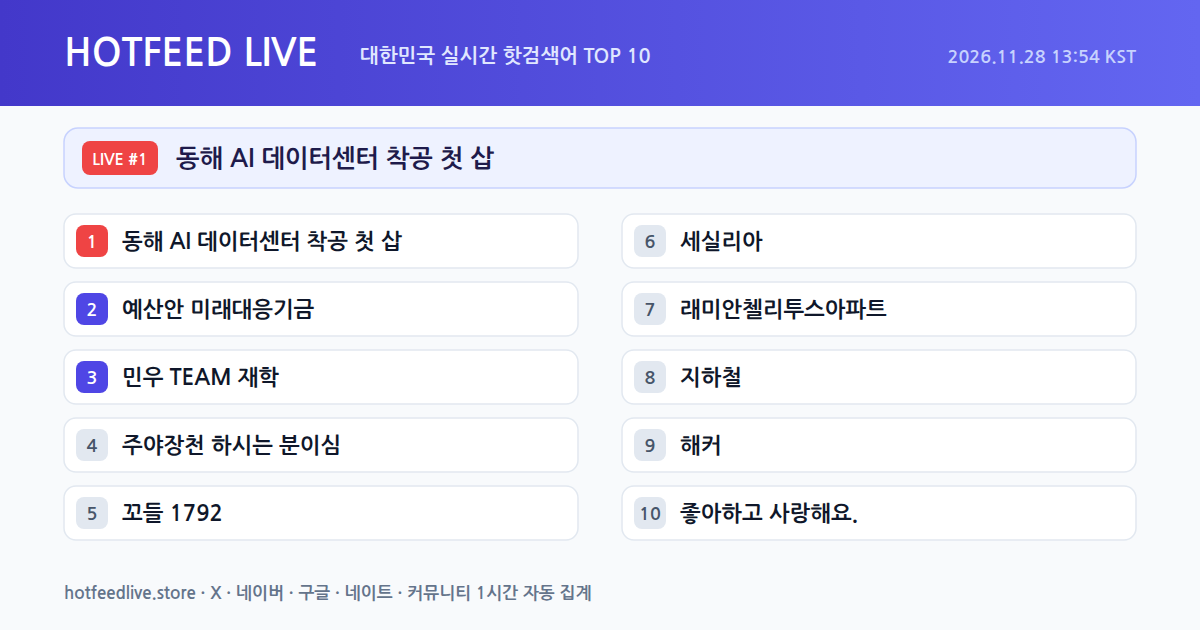 HOTFEED LIVE 대한민국 실시간 핫검색어 TOP 10 2026.11.28 13:54 KST
LIVE #1 동해 AI 데이터센터 착공 첫 삽
1 동해 AI 데이터센터 착공 첫 삽
2 예산안 미래대응기금
3 민우 TEAM 재학
4 주야장천 하시는 분이심
5 꼬들 1792
6 세실리아
7 래미안첼리투스아파트
8 지하철
9 해커
10 좋아하고 사랑해요.
hotfeedlive.store · X · 네이버 · 구글 · 네이트 · 커뮤니티 1시간 자동 집계